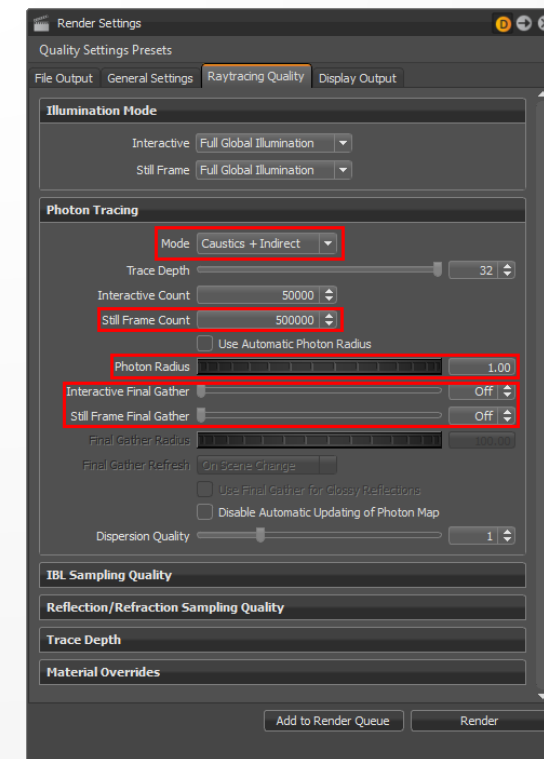 Render Settings
D
Quality Settings Presets
File Output General Settings Raytracing Quality Display Output
Illumination Mode
Interactive Full Global Illumination
Still Frame Full Global Illumination
Photon Tracing
Mode Caustics + Indirect
Trace Depth 32
Interactive Count 50000
Still Frame Count 500000
Use Automatic Photon Radius
Photon Radius 1.00
Interactive Final Gather Off
Still Frame Final Gather Off
Final Gather Radius 100.00
Final Gather Refresh On Scene Change
Use Final Gather for Glossy Reflections
Disable Automatic Updating of Photon Map
Dispersion Quality 1
IBL Sampling Quality
Reflection/Refraction Sampling Quality
Trace Depth
Material Overrides
Add to Render Queue Render